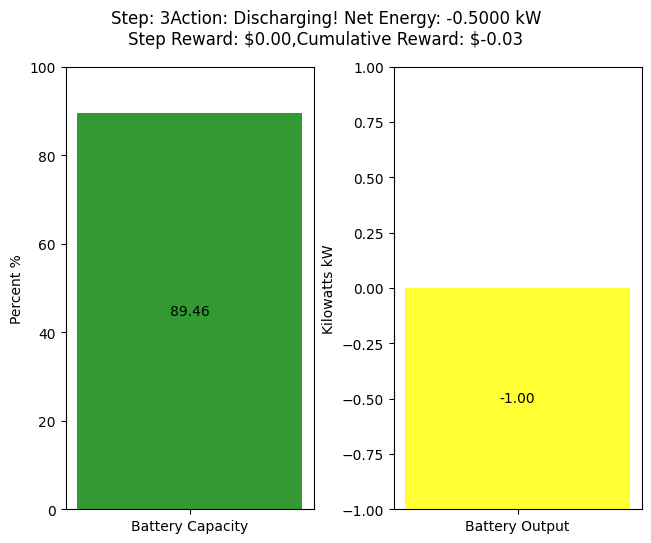 Step: 3Action: Discharging! Net Energy: -0.5000 kW
Step Reward: $0.00,Cumulative Reward: $-0.03
100
80
60
40
20
0
Percent %
89.46
Battery Capacity
1.00
0.75
0.50
0.25
0.00
−0.25
−0.50
−0.75
−1.00
Kilowatts kW
-1.00
Battery Output